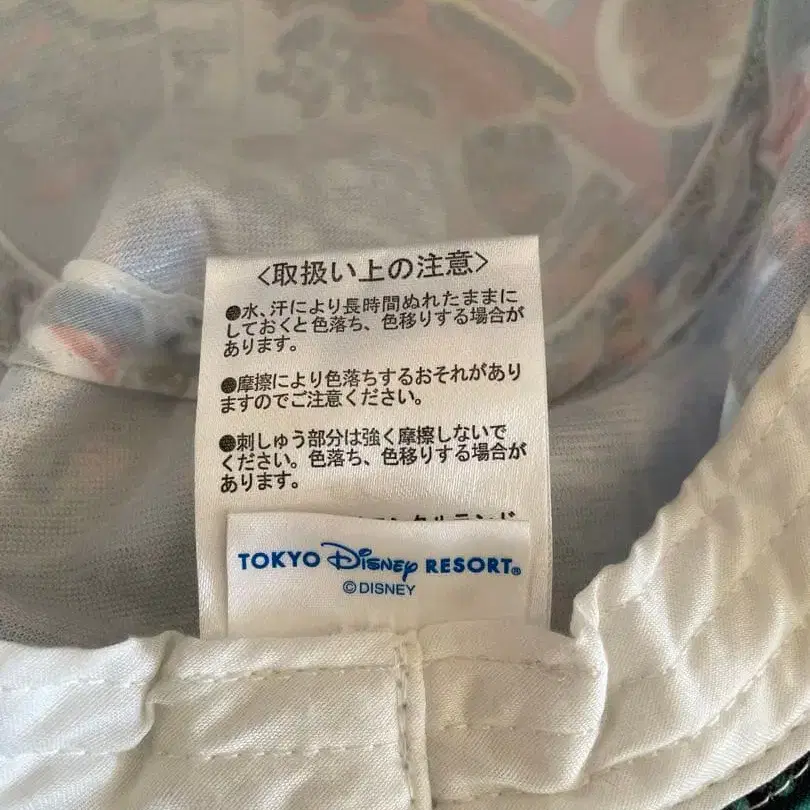 〈取扱い上の注意〉
●水、汗により長時間ぬれたままに
しておくと色落ち、色移りする場合が
あります。
●摩擦により色落ちするおそれがあり
ますのでご注意ください。
●刺しゅう部分は強く摩擦しないで
ください。色落ち、色移りする場合が
あります。
TOKYO Disney RESORT®
©DISNEY